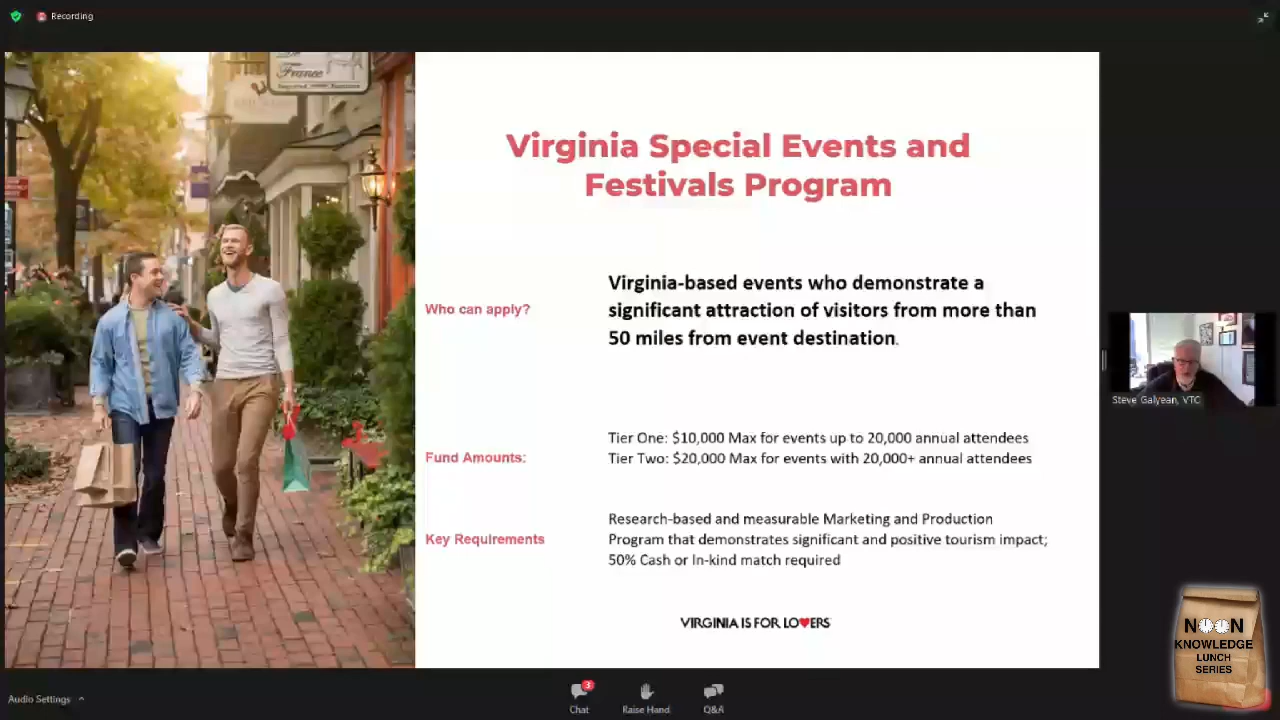 Recording
France
Virginia Special Events and
Festivals Program
Who can apply?
Virginia-based events who demonstrate a
significant attraction of visitors from more than
50 miles from event destination.
Fund Amounts:
Tier One: $10,000 Max for events up to 20,000 annual attendees
Tier Two: $20,000 Max for events with 20,000+ annual attendees
Key Requirements
Research-based and measurable Marketing and Production
Program that demonstrates significant and positive tourism impact;
50% Cash or In-kind match required
VIRGINIA IS FOR LO♥ERS
Steve Galyean, VTC
NOON
KNOWLEDGE
LUNCH
SERIES
Audio Settings
3
Chat
Raise Hand
Q&A